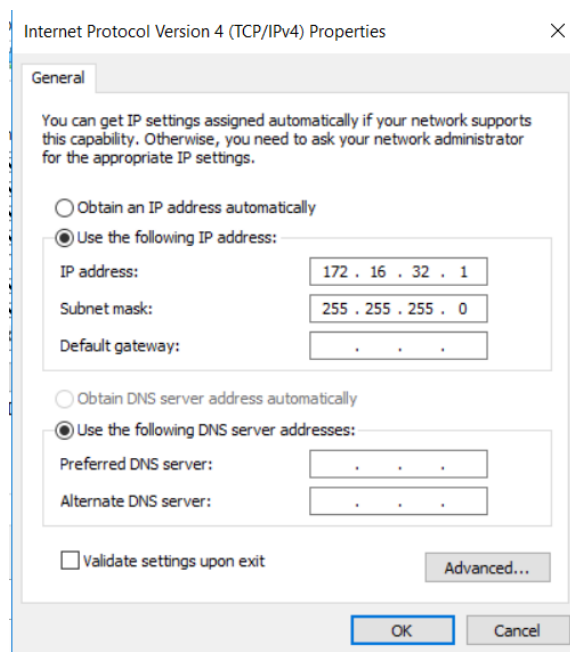 Internet Protocol Version 4 (TCP/IPv4) Properties
General
You can get IP settings assigned automatically if your network supports
this capability. Otherwise, you need to ask your network administrator
for the appropriate IP settings.
Obtain an IP address automatically
Use the following IP address:
IP address: 172 . 16 . 32 . 1
Subnet mask: 255 . 255 . 255 . 0
Default gateway: . . .
Obtain DNS server address automatically
Use the following DNS server addresses:
Preferred DNS server: . . .
Alternate DNS server: . . .
Validate settings upon exit
Advanced...
OK Cancel